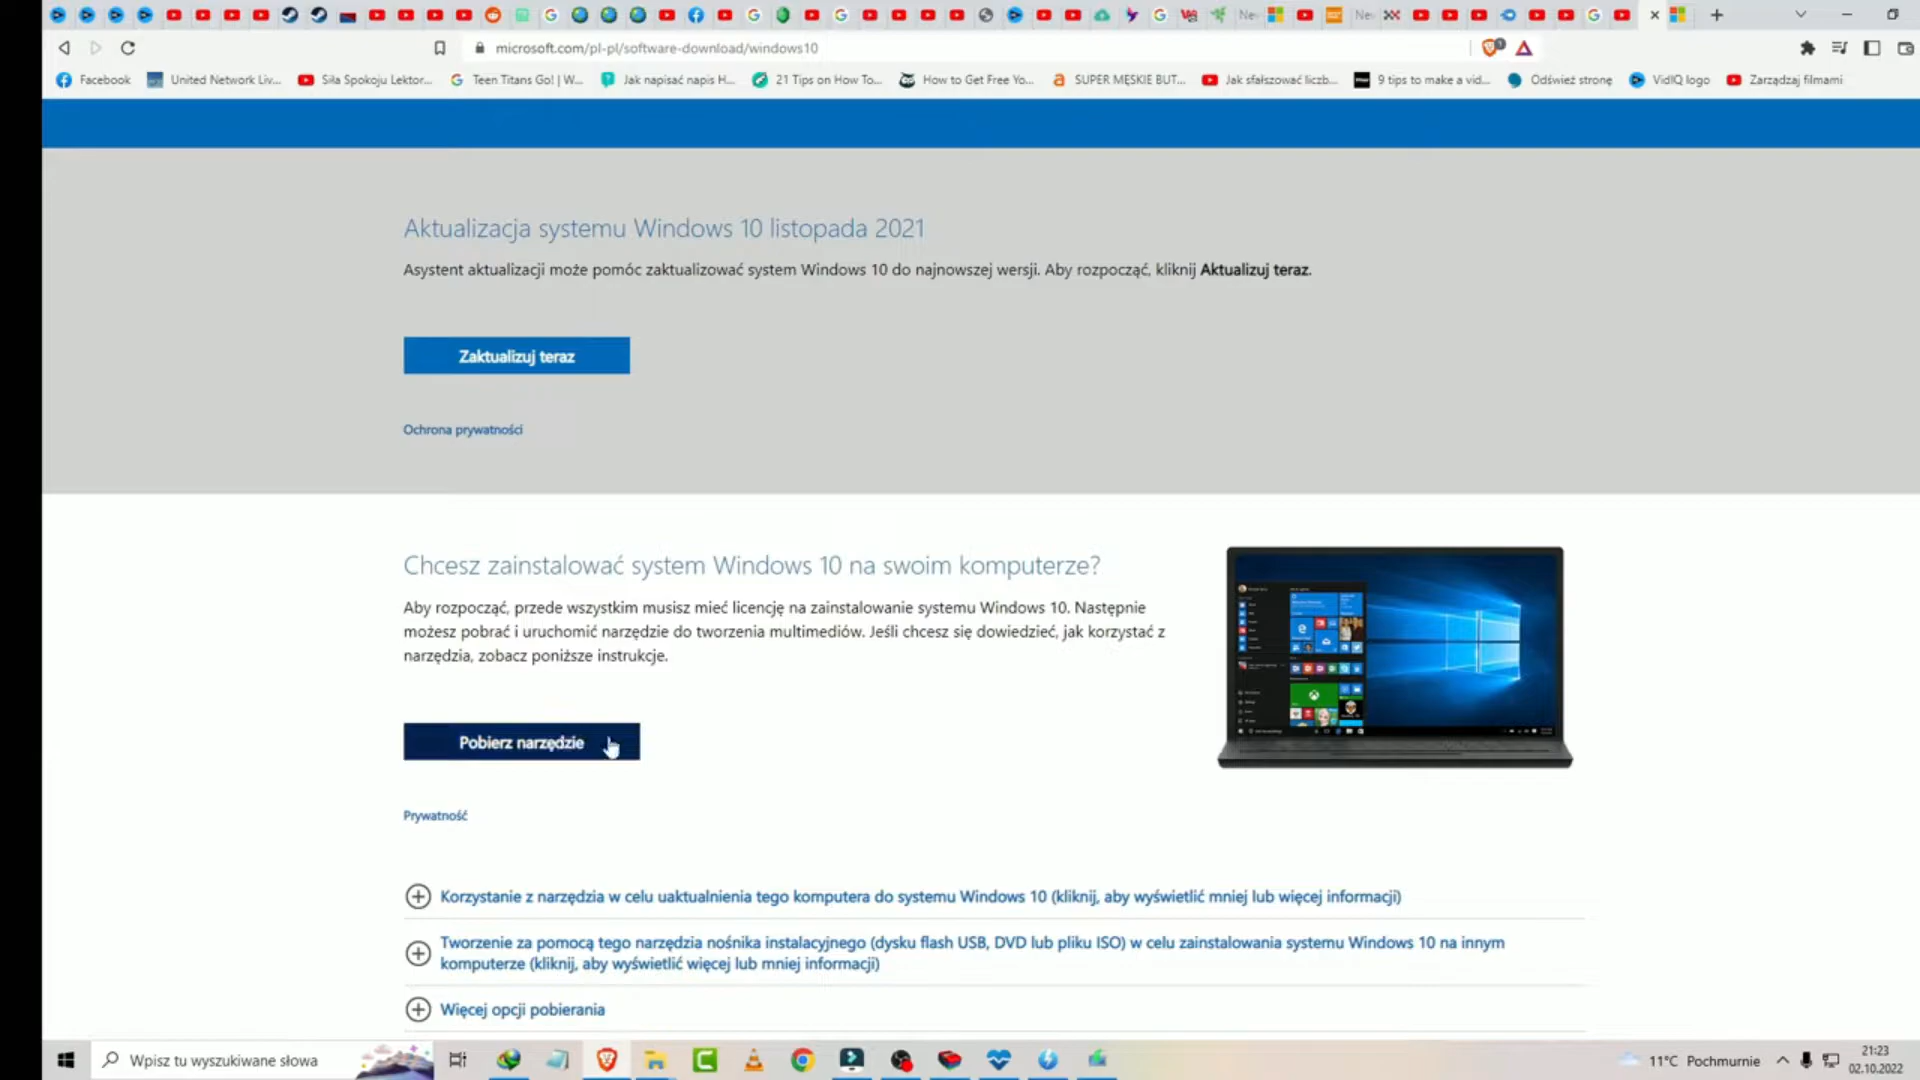 Ne
Ne
microsoft.com/pl-pl/software-download/windows10
Facebook
United Network Liv...
Siła Spokoju Lektor...
Teen Titans Go! | W...
Jak napisać napis H...
21 Tips on How To...
How to Get Free Yo...
SUPER MĘSKIE BUT...
Jak sfałszować liczb...
9 tips to make a vid...
Odśwież stronę
VidIQ logo
Zarządzaj filmami
Aktualizacja systemu Windows 10 listopada 2021
Asystent aktualizacji może pomóc zaktualizować system Windows 10 do najnowszej wersji. Aby rozpocząć, kliknij Aktualizuj teraz.
Zaktualizuj teraz
Ochrona prywatności
Chcesz zainstalować system Windows 10 na swoim komputerze?
Aby rozpocząć, przede wszystkim musisz mieć licencję na zainstalowanie systemu Windows 10. Następnie
możesz pobrać i uruchomić narzędzie do tworzenia multimediów. Jeśli chcesz się dowiedzieć, jak korzystać z
narzędzia, zobacz poniższe instrukcje.
Pobierz narzędzie
Prywatność
Korzystanie z narzędzia w celu uaktualnienia tego komputera do systemu Windows 10 (kliknij, aby wyświetlić mniej lub więcej informacji)
Tworzenie za pomocą tego narzędzia nośnika instalacyjnego (dysku flash USB, DVD lub pliku ISO) w celu zainstalowania systemu Windows 10 na innym
komputerze (kliknij, aby wyświetlić więcej lub mniej informacji)
Więcej opcji pobierania
Wpisz tu wyszukiwane słowa
11°C Pochmurnie
21:23
02.10.2022